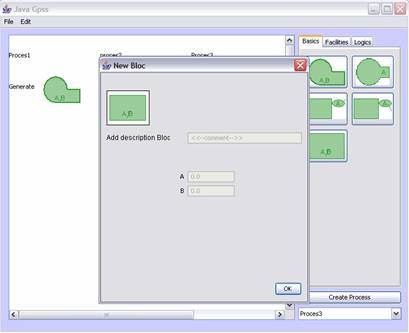 Java Gpss
File Edit
Basics Facilities Logics
Proces1 proces2 Proces3
New Bloc
Generate A,B
A,B
A
A
A
A,B
A,B
Add description Bloc <<--comment-->>
A 0.0
B 0.0
OK
Create Process
Proces3